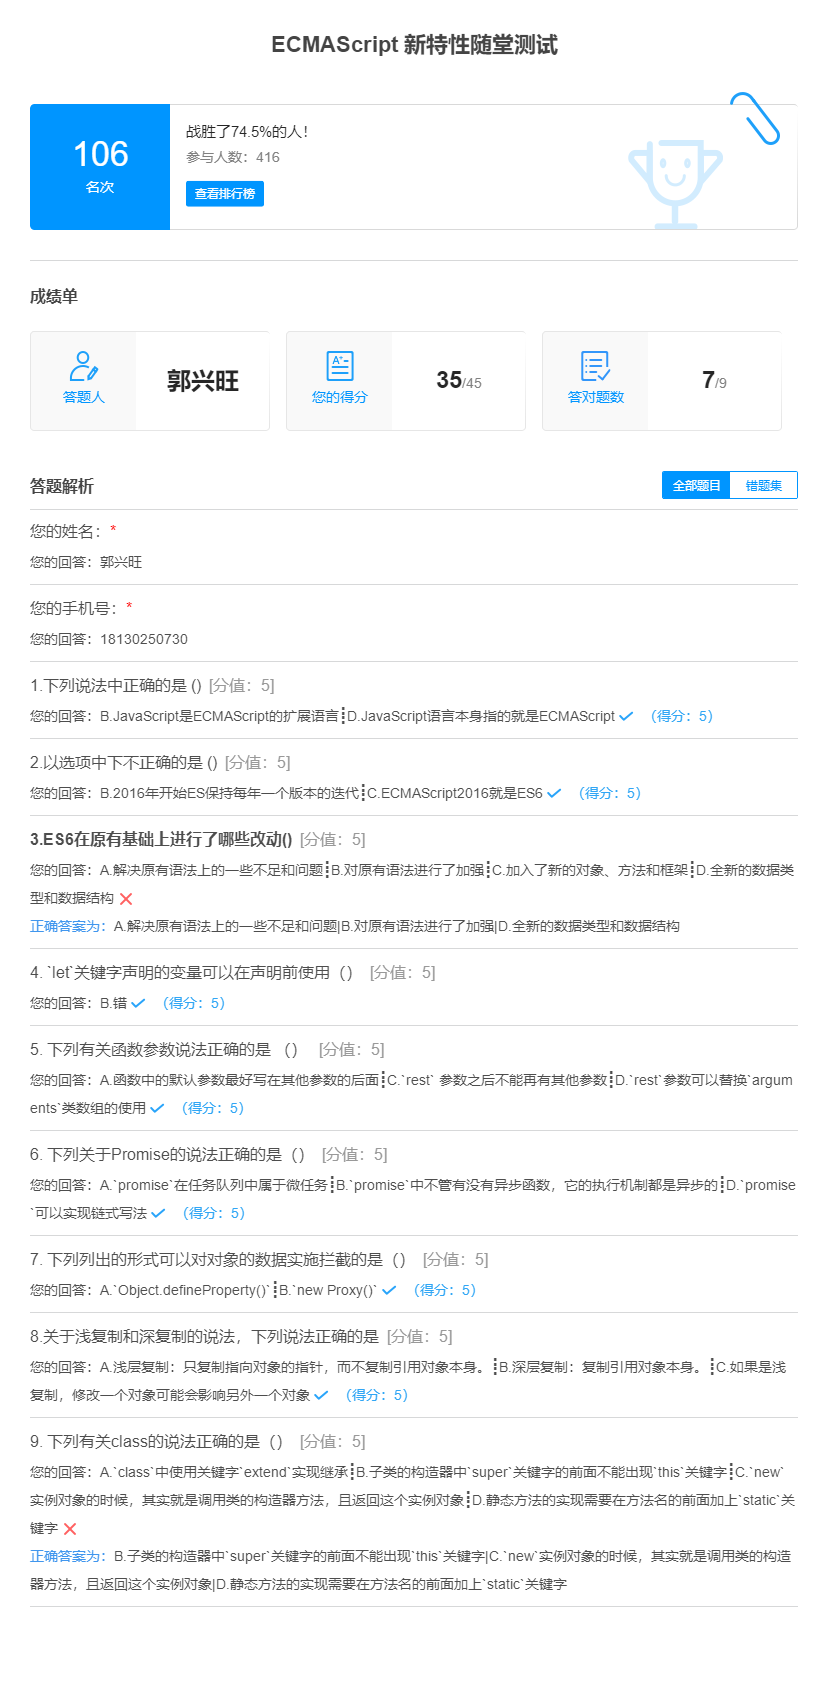 ECMAScript 新特性随堂测试
106
名次
战胜了74.5%的人！
参与人数：416
查看排行榜
成绩单
答题人
郭兴旺
您的得分
35/45
答对题数
7/9
答题解析
全部题目
错题集
您的姓名：*
您的回答：郭兴旺
您的手机号：*
您的回答：18130250730
1.下列说法中正确的是 () [分值：5]
您的回答：B.JavaScript是ECMAScript的扩展语言┋D.JavaScript语言本身指的就是ECMAScript （得分：5）
2.以选项中下不正确的是 () [分值：5]
您的回答：B.2016年开始ES保持每年一个版本的迭代┋C.ECMAScript2016就是ES6 （得分：5）
3.ES6在原有基础上进行了哪些改动() [分值：5]
您的回答：A.解决原有语法上的一些不足和问题┋B.对原有语法进行了加强┋C.加入了新的对象、方法和框架┋D.全新的数据类
型和数据结构
正确答案为：A.解决原有语法上的一些不足和问题|B.对原有语法进行了加强|D.全新的数据类型和数据结构
4. `let`关键字声明的变量可以在声明前使用（） [分值：5]
您的回答：B.错 （得分：5）
5. 下列有关函数参数说法正确的是 （） [分值：5]
您的回答：A.函数中的默认参数最好写在其他参数的后面┋C.`rest` 参数之后不能再有其他参数┋D.`rest`参数可以替换`argum
ents`类数组的使用 （得分：5）
6. 下列关于Promise的说法正确的是（） [分值：5]
您的回答：A.`promise`在任务队列中属于微任务┋B.`promise`中不管有没有异步函数，它的执行机制都是异步的┋D.`promise
`可以实现链式写法 （得分：5）
7. 下列列出的形式可以对对象的数据实施拦截的是（） [分值：5]
您的回答：A.`Object.defineProperty()`┋B.`new Proxy()` （得分：5）
8.关于浅复制和深复制的说法，下列说法正确的是 [分值：5]
您的回答：A.浅层复制：只复制指向对象的指针，而不复制引用对象本身。┋B.深层复制：复制引用对象本身。┋C.如果是浅
复制，修改一个对象可能会影响另外一个对象 （得分：5）
9. 下列有关class的说法正确的是（） [分值：5]
您的回答：A.`class`中使用关键字`extend`实现继承┋B.子类的构造器中`super`关键字的前面不能出现`this`关键字┋C.`new`
实例对象的时候，其实就是调用类的构造器方法，且返回这个实例对象┋D.静态方法的实现需要在方法名的前面加上`static`关
键字
正确答案为：B.子类的构造器中`super`关键字的前面不能出现`this`关键字|C.`new`实例对象的时候，其实就是调用类的构造
器方法，且返回这个实例对象|D.静态方法的实现需要在方法名的前面加上`static`关键字